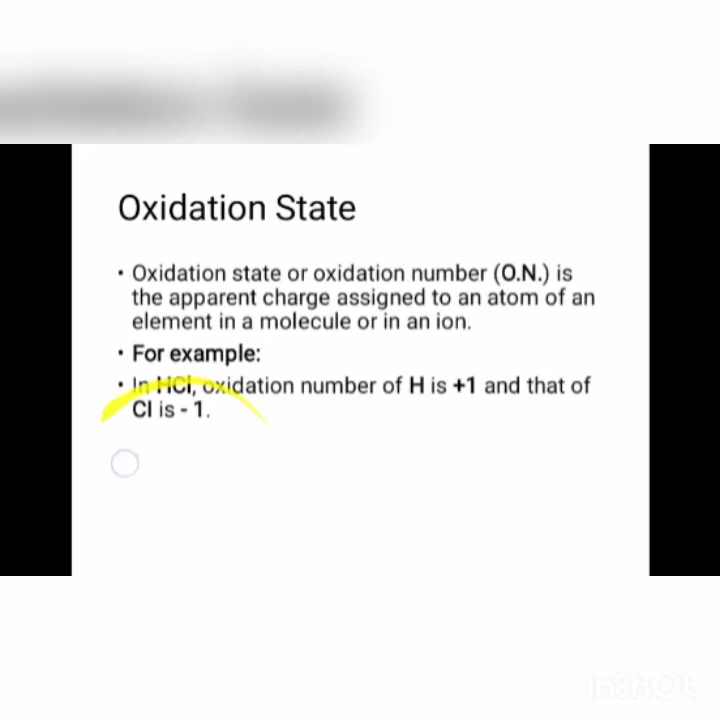 Oxidation State
• Oxidation state or oxidation number (O.N.) is
the apparent charge assigned to an atom of an
element in a molecule or in an ion.
• For example:
• In HCl, oxidation number of H is +1 and that of
Cl is - 1.
InShOt